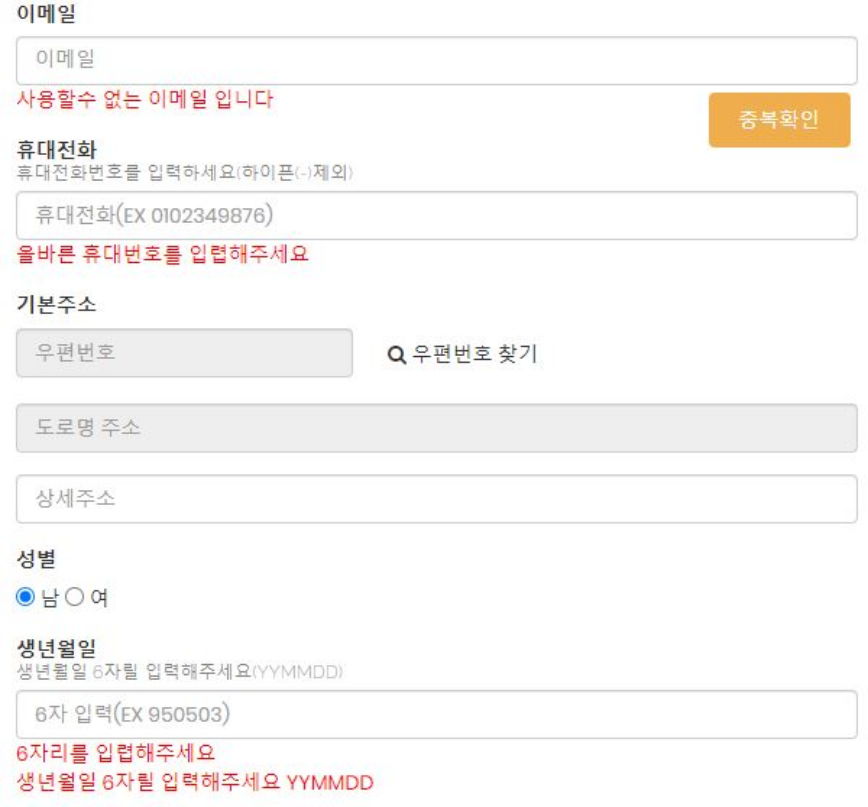 이메일
이메일
사용할수 없는 이메일 입니다
중복확인
휴대전화
휴대전화번호를 입력하세요(하이픈(-)제외)
휴대전화(EX 0102349876)
올바른 휴대번호를 입렵해주세요
기본주소
우편번호
우편번호 찾기
도로명 주소
상세주소
성별
남 여
생년월일
생년월일 6자릴 입력해주세요(YYMMDD)
6자 입력(EX 950503)
6자리를 입렵해주세요
생년월일 6자릴 입력해주세요 YYMMDD